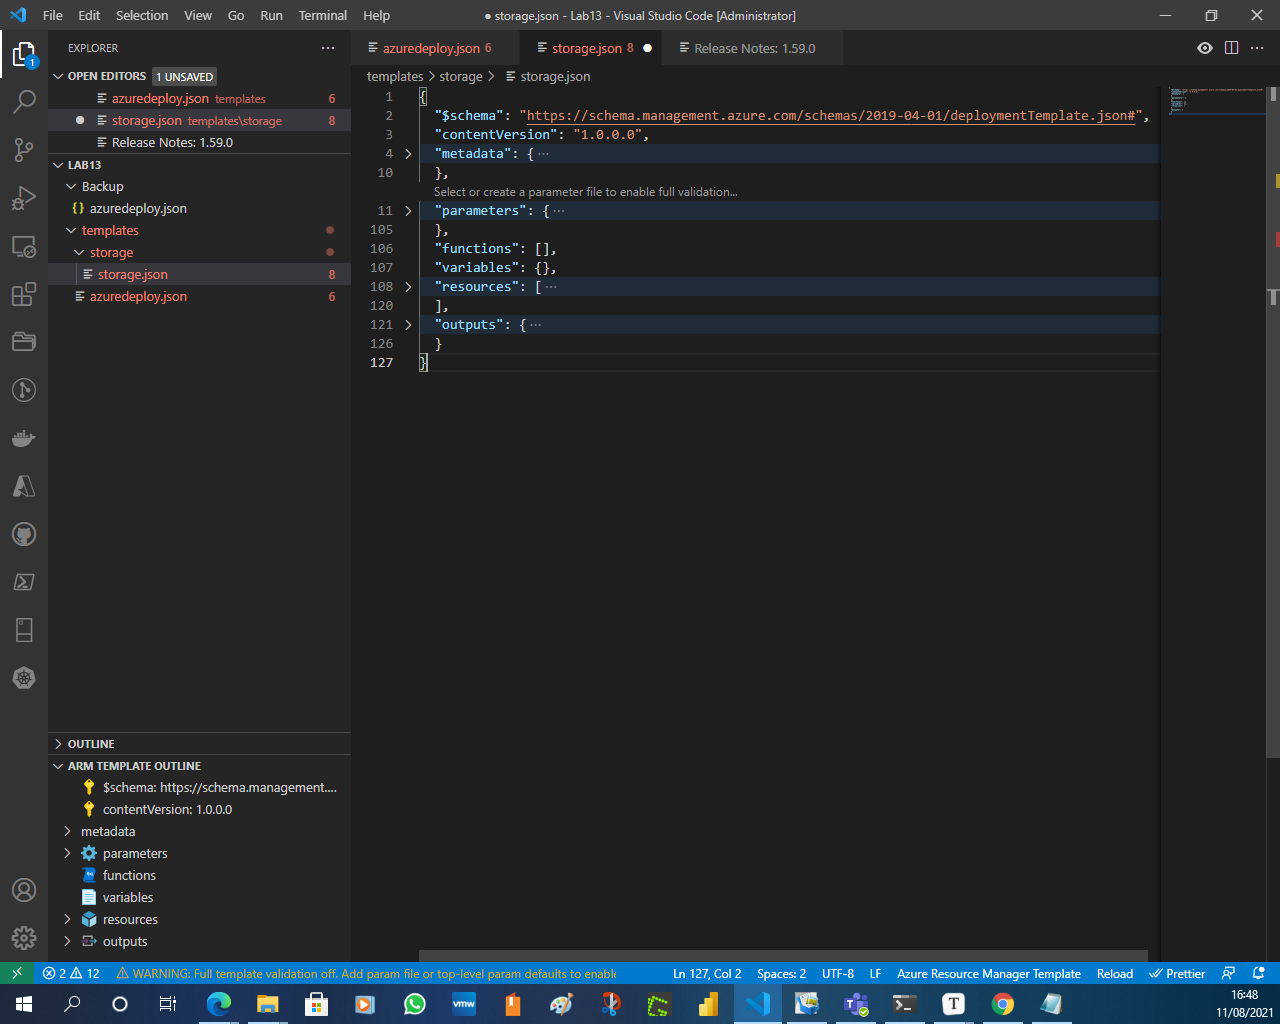 File Edit Selection View Go Run Terminal Help
● storage.json - Lab13 - Visual Studio Code [Administrator]
EXPLORER ···
azuredeploy.json 6
storage.json 8 ●
Release Notes: 1.59.0
OPEN EDITORS 1 UNSAVED
azuredeploy.json templates 6
● storage.json templates\storage 8
Release Notes: 1.59.0
LAB13
Backup
{} azuredeploy.json
templates
storage
storage.json 8
azuredeploy.json 6
1
templates > storage > storage.json
1 {
2 "$schema": "https://schema.management.azure.com/schemas/2019-04-01/deploymentTemplate.json#",
3 "contentVersion": "1.0.0.0",
4 > "metadata": { ···
10 },
Select or create a parameter file to enable full validation...
11 > "parameters": { ···
105 },
106 "functions": [],
107 "variables": {},
108 > "resources": [ ···
120 ],
121 > "outputs": { ···
126 }
127 }
OUTLINE
ARM TEMPLATE OUTLINE
$schema: https://schema.management....
contentVersion: 1.0.0.0
metadata
parameters
functions
variables
resources
outputs
2 12 WARNING: Full template validation off. Add param file or top-level param defaults to enable
Ln 127, Col 2 Spaces: 2 UTF-8 LF Azure Resource Manager Template Reload Prettier
vmw
T
16:48
11/08/2021